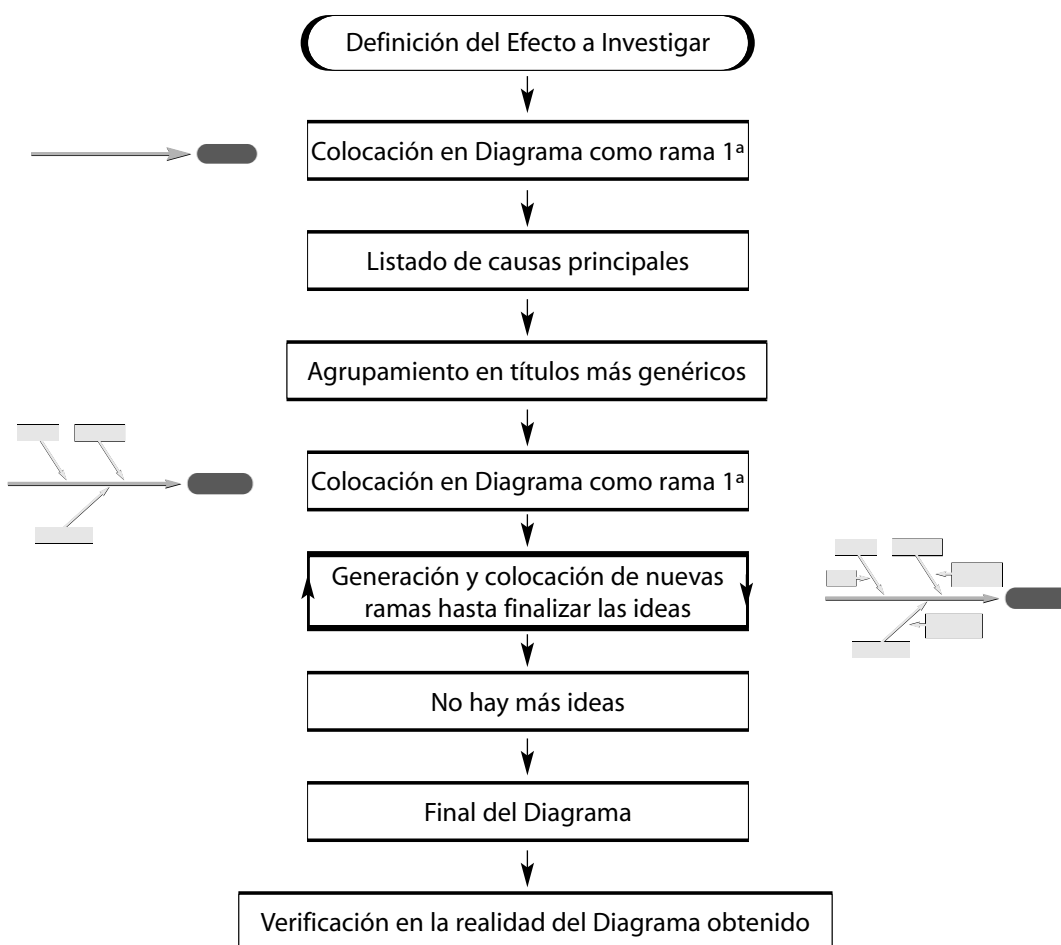 Definición del Efecto a Investigar
Colocación en Diagrama como rama 1ª
Listado de causas principales
Agrupamiento en títulos más genéricos
Colocación en Diagrama como rama 1ª
Generación y colocación de nuevas
ramas hasta finalizar las ideas
No hay más ideas
Final del Diagrama
Verificación en la realidad del Diagrama obtenido